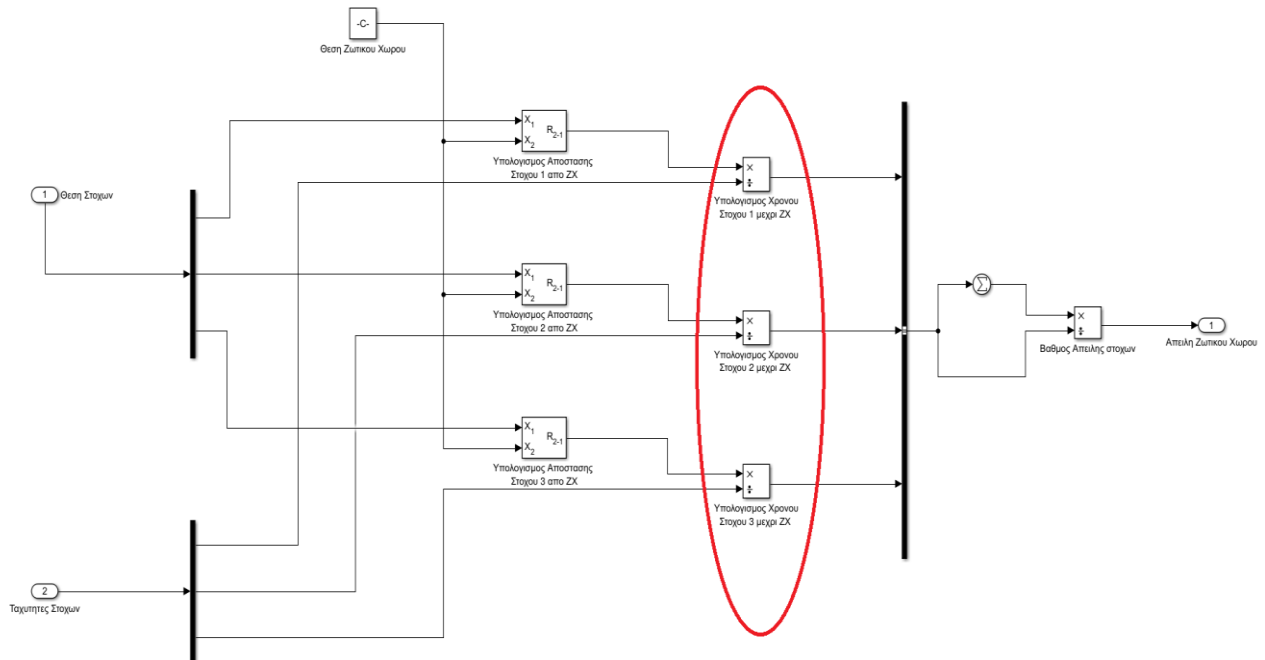 -C-
Θεση Ζωτικου Χωρου
X1
R2-1
X2
Υπολογισμος Αποστασης
Στοχου 1 απο ΖΧ
×
÷
Υπολογισμος Χρονου
Στοχου 1 μεχρι ΖΧ
1
Θεση Στοχων
X1
R2-1
X2
Υπολογισμος Αποστασης
Στοχου 2 απο ΖΧ
×
÷
Υπολογισμος Χρονου
Στοχου 2 μεχρι ΖΧ
Σ
×
÷
Βαθμος Απειλης στοχων
1
Απειλη Ζωτικου Χωρου
X1
R2-1
X2
Υπολογισμος Αποστασης
Στοχου 3 απο ΖΧ
×
÷
Υπολογισμος Χρονου
Στοχου 3 μεχρι ΖΧ
2
Ταχυτητες Στοχων